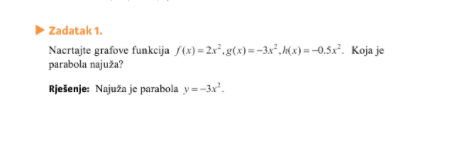 ▶ Zadatak 1.
Nacrtajte grafove funkcija f(x) = 2x², g(x) = −3x², h(x) = −0.5x². Koja je
parabola najuža?
Rješenje: Najuža je parabola y = −3x².